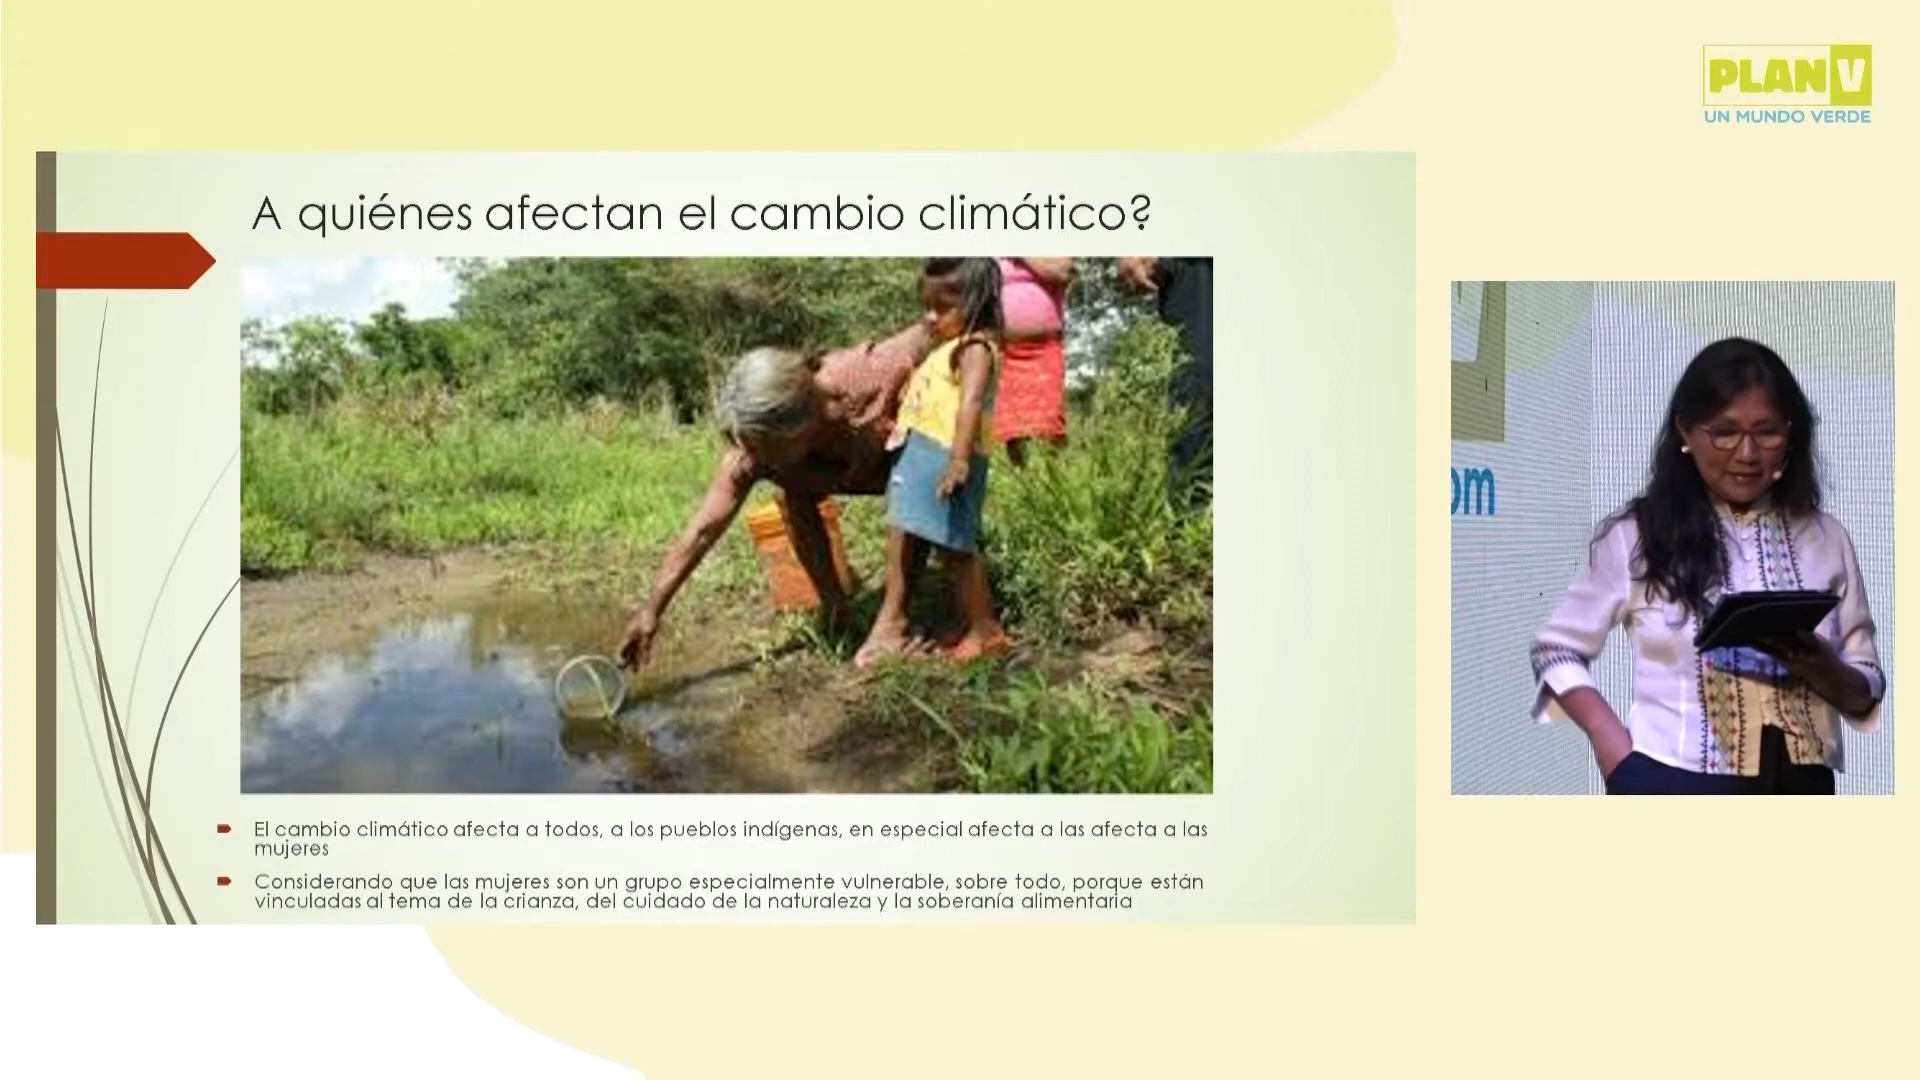 PLAN V
UN MUNDO VERDE
A quiénes afectan el cambio climático?
om
El cambio climático afecta a todos, a los pueblos indígenas, en especial afecta a las afecta a las
mujeres
Considerando que las mujeres son un grupo especialmente vulnerable, sobre todo, porque están
vinculadas al tema de la crianza, del cuidado de la naturaleza y la soberanía alimentaria